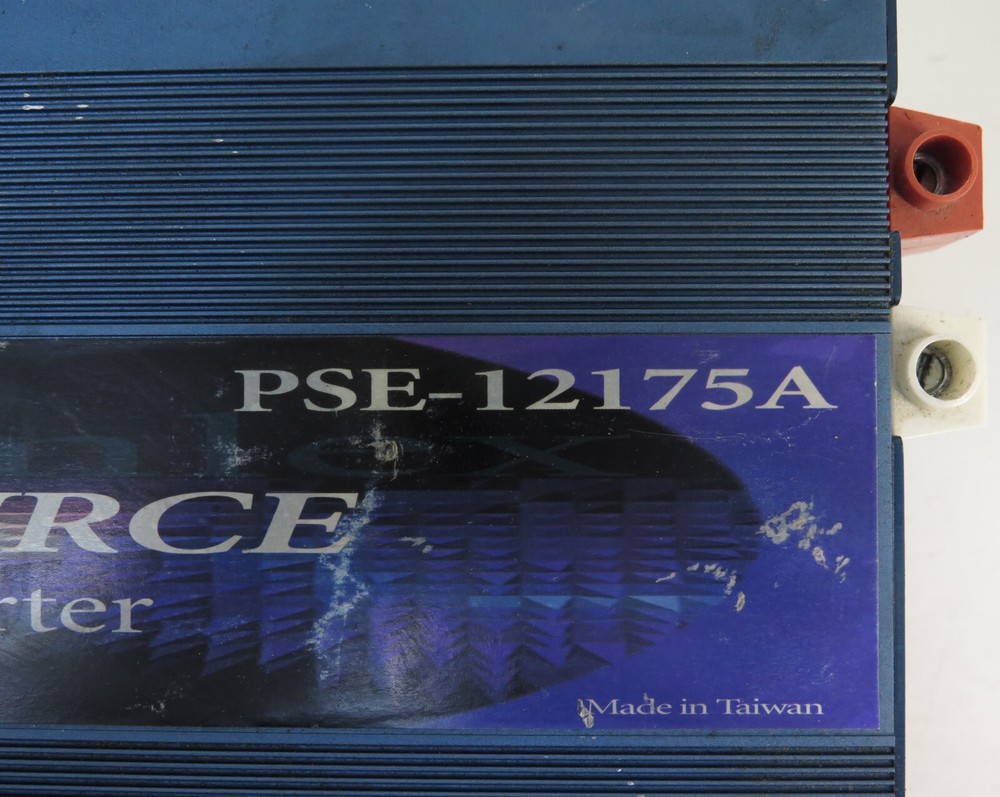 PSE-12175A
RCE
rter
Made in Taiwan